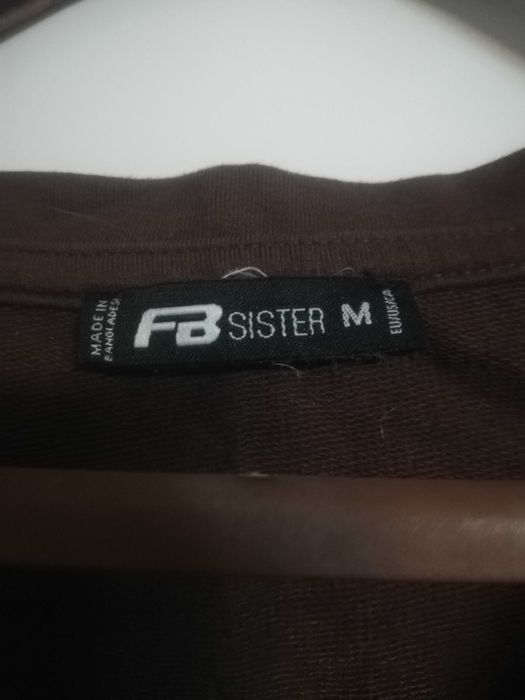 MADE IN
BANGLADESH
FB SISTER M
EU/US/CA